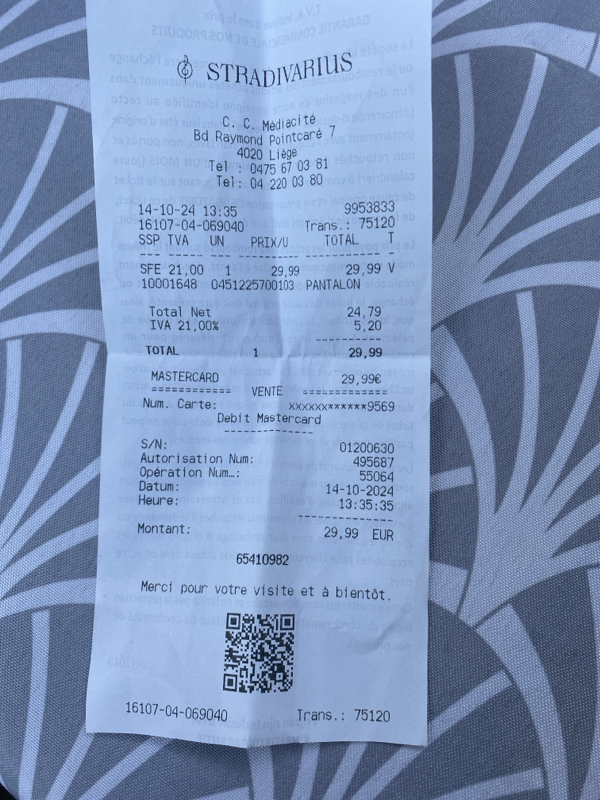 STRADIVARIUS
C. C. Médiacité
Bd Raymond Pointcaré 7
4020 Liège
Tel : 0475 67 03 81
Tel: 04 220 03 80
14-10-24 13:35 9953833
16107-04-069040 Trans.: 75120
SSP TVA UN PRIX/U TOTAL T
SFE 21,00 1 29,99 29,99 V
10001648 0451225700103 PANTALON
Total Net 24,79
IVA 21,00% 5,20
TOTAL 1 29,99
MASTERCARD 29,99€
============ VENTE ============
Num. Carte: xxxxxx******9569
Debit Mastercard
S/N: 01200630
Autorisation Num: 495687
Opération Num…: 55064
Datum: 14-10-2024
Heure: 13:35:35
Montant: 29,99 EUR
65410982
Merci pour votre visite et à bientôt.
16107-04-069040 Trans.: 75120